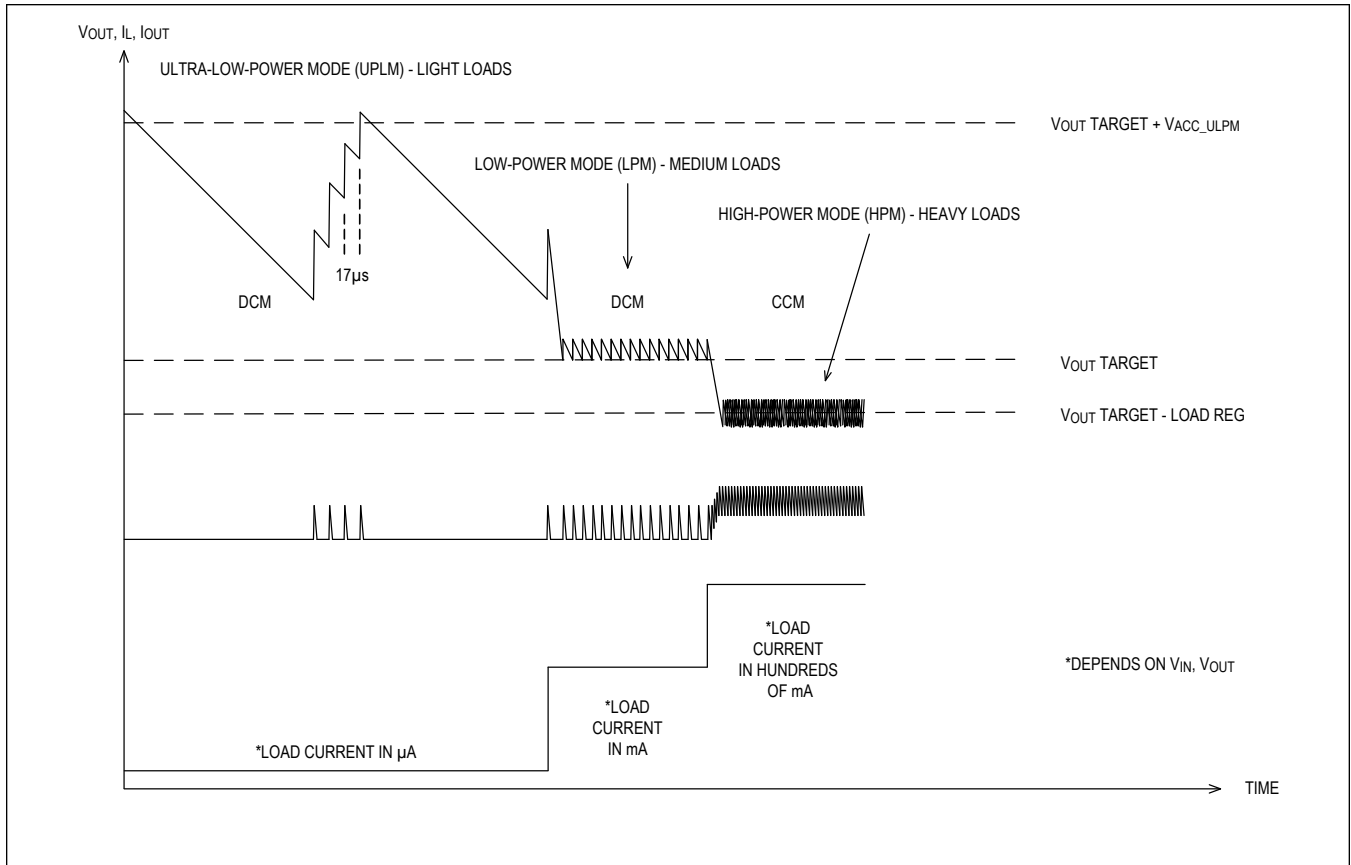 VOUT, IL, IOUT
ULTRA-LOW-POWER MODE (UPLM) - LIGHT LOADS
VOUT TARGET + VACC_ULPM
LOW-POWER MODE (LPM) - MEDIUM LOADS
HIGH-POWER MODE (HPM) - HEAVY LOADS
17µs
DCM
DCM
CCM
VOUT TARGET
VOUT TARGET - LOAD REG
*LOAD
CURRENT
IN HUNDREDS
OF mA
*DEPENDS ON VIN, VOUT
*LOAD
CURRENT
IN mA
*LOAD CURRENT IN µA
TIME